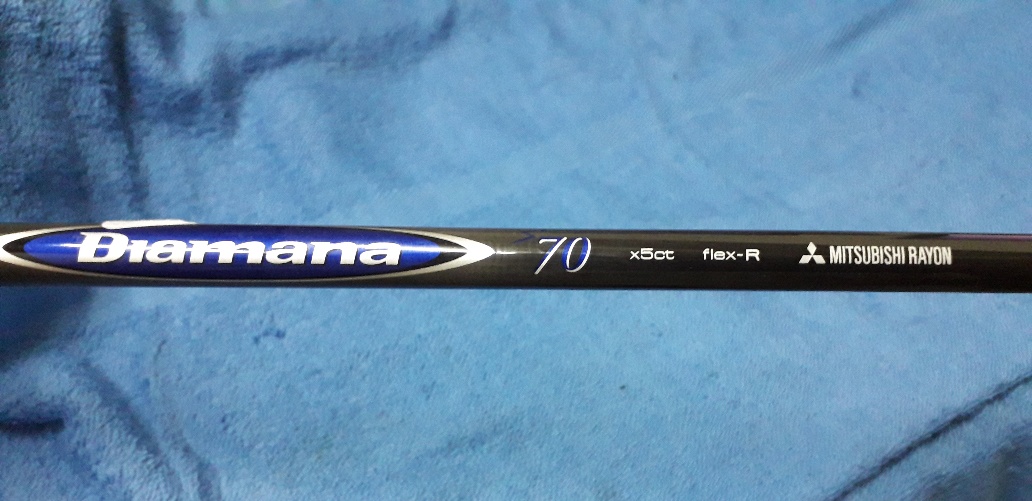 Diamana 70 x5ct flex-R MITSUBISHI RAYON